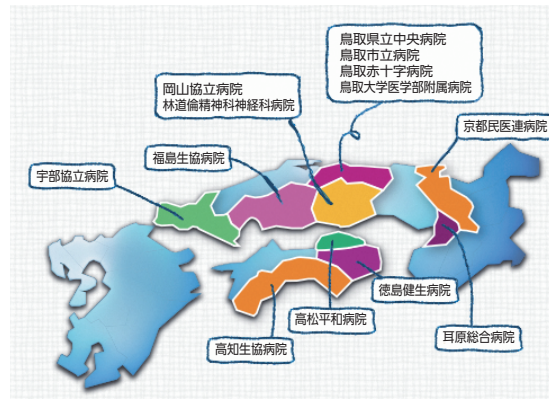 鳥取県立中央病院
鳥取市立病院
鳥取赤十字病院
鳥取大学医学部附属病院
岡山協立病院
林道倫精神科神経科病院
京都民医連病院
福島生協病院
宇部協立病院
徳島健生病院
高松平和病院
耳原総合病院
高知生協病院